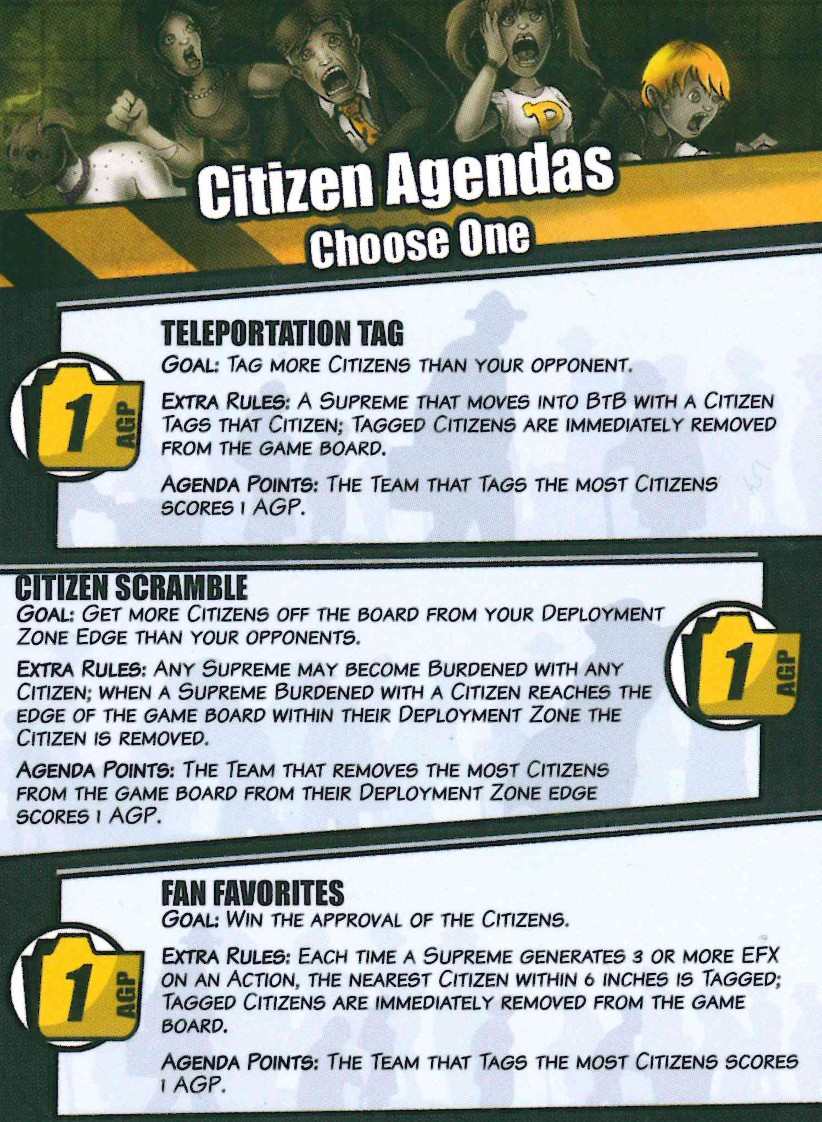 P
Citizen Agendas
Choose One
TELEPORTATION TAG
GOAL: TAG MORE CITIZENS THAN YOUR OPPONENT.
1 AGP
EXTRA RULES: A SUPREME THAT MOVES INTO BTB WITH A CITIZEN
TAGS THAT CITIZEN; TAGGED CITIZENS ARE IMMEDIATELY REMOVED
FROM THE GAME BOARD.
AGENDA POINTS: THE TEAM THAT TAGS THE MOST CITIZENS
SCORES 1 AGP.
CITIZEN SCRAMBLE
GOAL: GET MORE CITIZENS OFF THE BOARD FROM YOUR DEPLOYMENT
ZONE EDGE THAN YOUR OPPONENTS.
EXTRA RULES: ANY SUPREME MAY BECOME BURDENED WITH ANY
CITIZEN; WHEN A SUPREME BURDENED WITH A CITIZEN REACHES THE
EDGE OF THE GAME BOARD WITHIN THEIR DEPLOYMENT ZONE THE
CITIZEN IS REMOVED.
1 AGP
AGENDA POINTS: THE TEAM THAT REMOVES THE MOST CITIZENS
FROM THE GAME BOARD FROM THEIR DEPLOYMENT ZONE EDGE
SCORES 1 AGP.
FAN FAVORITES
GOAL: WIN THE APPROVAL OF THE CITIZENS.
1 AGP
EXTRA RULES: EACH TIME A SUPREME GENERATES 3 OR MORE EFX
ON AN ACTION, THE NEAREST CITIZEN WITHIN 6 INCHES IS TAGGED;
TAGGED CITIZENS ARE IMMEDIATELY REMOVED FROM THE GAME
BOARD.
AGENDA POINTS: THE TEAM THAT TAGS THE MOST CITIZENS SCORES
1 AGP.